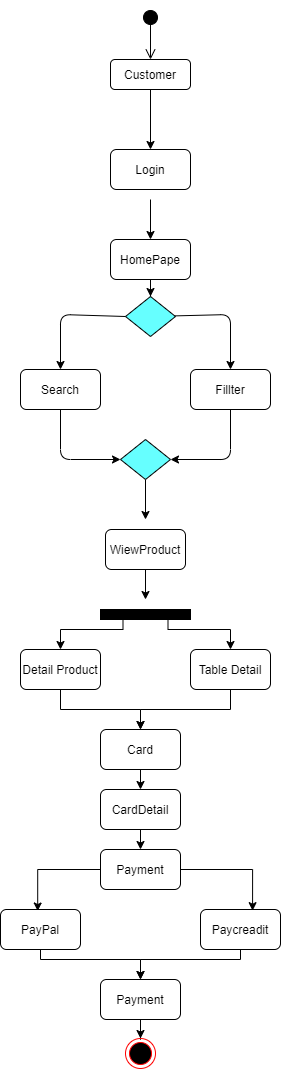 Customer
Login
HomePape
Search
Fillter
WiewProduct
Detail Product
Table Detail
Card
CardDetail
Payment
PayPal
Paycreadit
Payment